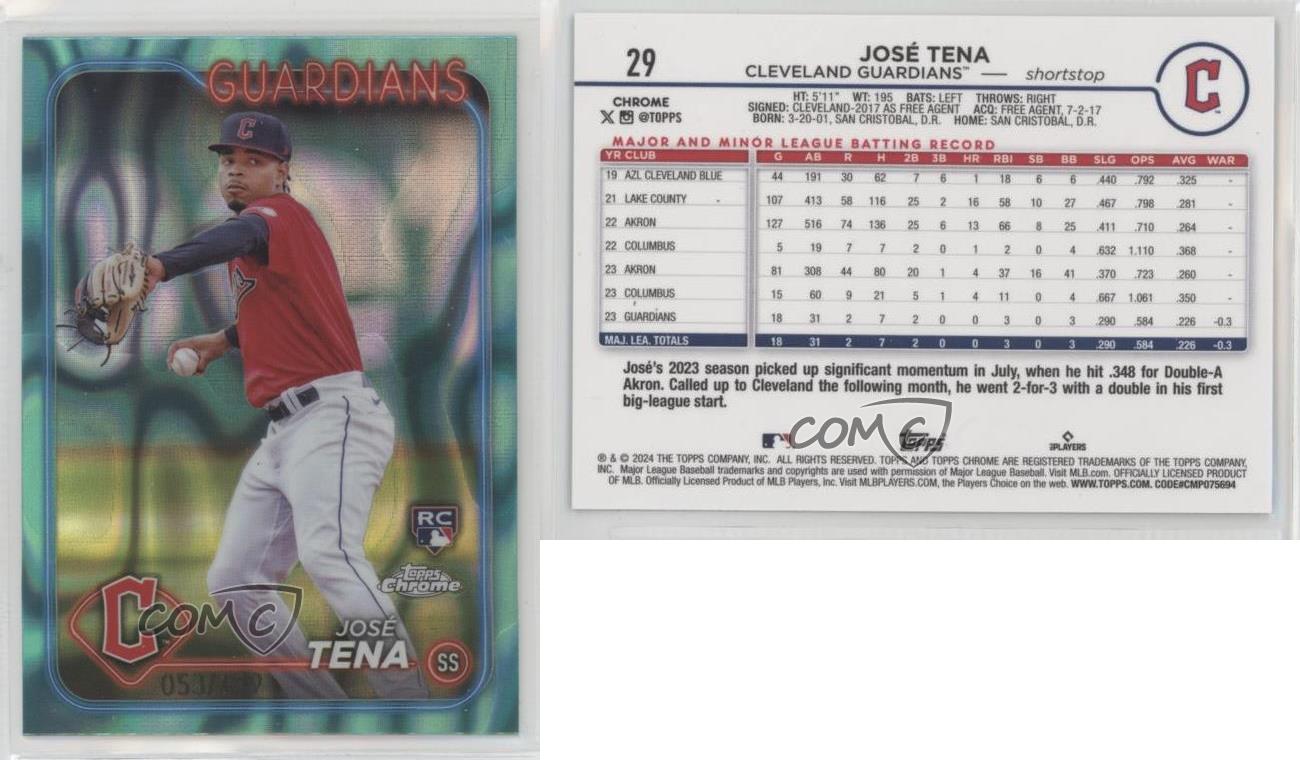 GUARDIANS
C
RC
Topps
Chrome
C
COMC
JOSÉ
TENA
SS
29
JOSÉ TENA
CLEVELAND GUARDIANS™ — shortstop
C
CHROME
@TOPPS
HT: 5'11" WT: 195 BATS: LEFT THROWS: RIGHT
SIGNED: CLEVELAND-2017 AS FREE AGENT ACQ: FREE AGENT, 7-2-17
BORN: 3-20-01, SAN CRISTOBAL, D.R. HOME: SAN CRISTOBAL, D.R.
MAJOR AND MINOR LEAGUE BATTING RECORD
YR CLUB G AB R H 2B 3B HR RBI SB BB SLG OPS AVG WAR
19 AZL CLEVELAND BLUE 44 191 30 62 7 6 1 18 6 6 .440 .792 .325 -
21 LAKE COUNTY 107 413 58 116 25 2 16 58 10 27 .467 .798 .281 -
22 AKRON 127 516 74 136 25 6 13 66 8 25 .411 .710 .264 -
22 COLUMBUS 5 19 7 7 2 0 1 2 0 4 .632 1.110 .368 -
23 AKRON 81 308 44 80 20 1 4 37 16 41 .370 .723 .260 -
23 COLUMBUS 15 60 9 21 5 1 4 11 0 4 .667 1.061 .350 -
23 GUARDIANS 18 31 2 7 2 0 0 3 0 3 .290 .584 .226 -0.3
MAJ. LEA. TOTALS 18 31 2 7 2 0 0 3 0 3 .290 .584 .226 -0.3
José's 2023 season picked up significant momentum in July, when he hit .348 for Double-A
Akron. Called up to Cleveland the following month, he went 2-for-3 with a double in his first
big-league start.
COMC
Topps
PLAYERS
® & © 2024 THE TOPPS COMPANY, INC. ALL RIGHTS RESERVED. TOPPS AND TOPPS CHROME ARE REGISTERED TRADEMARKS OF THE TOPPS COMPANY,
INC. Major League Baseball trademarks and copyrights are used with permission of Major League Baseball. Visit MLB.com. OFFICIALLY LICENSED PRODUCT
OF MLB. Officially Licensed Product of MLB Players, Inc. Visit MLBPLAYERS.COM, the Players Choice on the web. WWW.TOPPS.COM. CODE#CMP075694